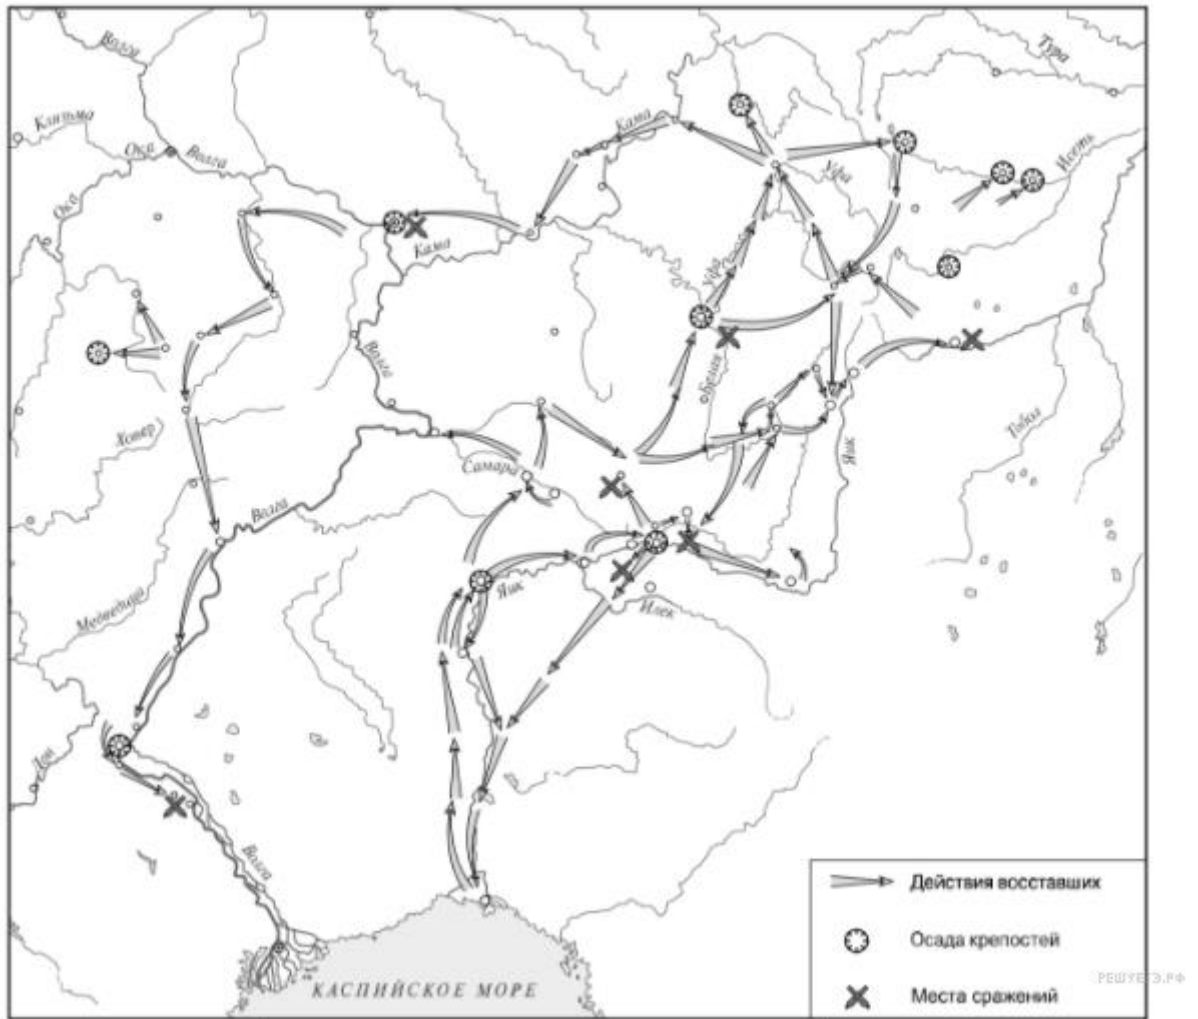 Волга
Тура
Клязьма
Кама
Ока
Волга
Исеть
Уфа
Ока
Кама
Уфа
Волга
Белая
Тобол
Хопер
Яик
Самара
Волга
Яик
Илек
Медведица
Дон
Волга
КАСПИЙСКОЕ МОРЕ
Действия восставших
Осада крепостей
Места сражений
РЕШУЕГЭ.РФ